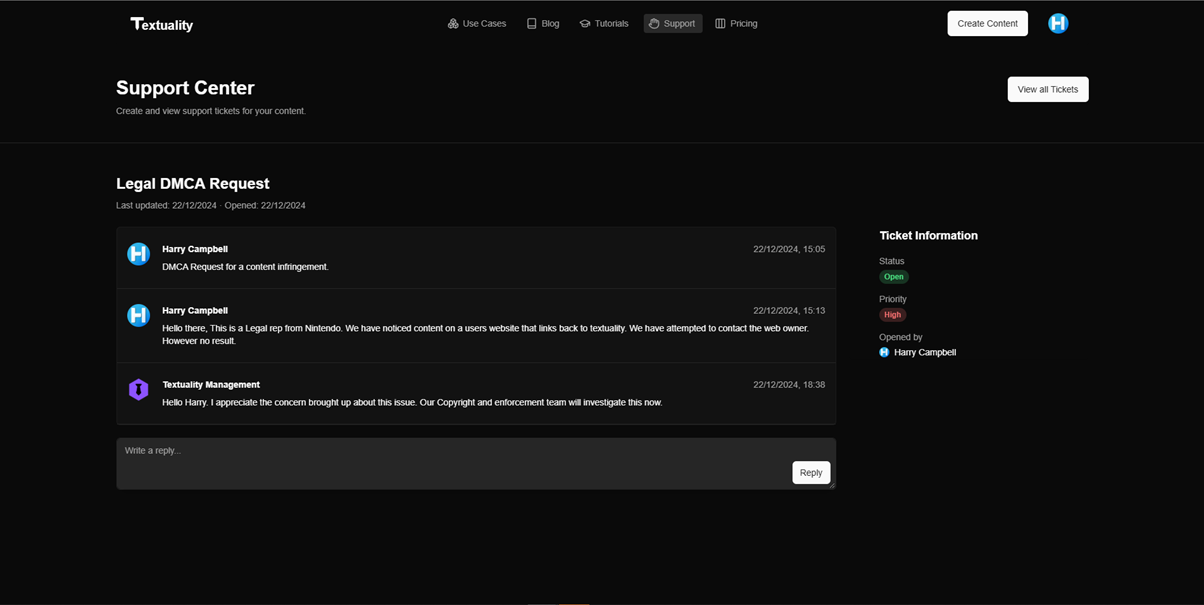 Textuality
Use Cases
Blog
Tutorials
Support
Pricing
Create Content
Support Center
Create and view support tickets for your content.
View all Tickets
Legal DMCA Request
Last updated: 22/12/2024 · Opened: 22/12/2024
Harry Campbell
22/12/2024, 15:05
DMCA Request for a content infringement.
Harry Campbell
22/12/2024, 15:13
Hello there, This is a Legal rep from Nintendo. We have noticed content on a users website that links back to textuality. We have attempted to contact the web owner.
However no result.
Textuality Management
22/12/2024, 18:38
Hello Harry. I appreciate the concern brought up about this issue. Our Copyright and enforcement team will investigate this now.
Write a reply...
Reply
Ticket Information
Status
Open
Priority
High
Opened by
Harry Campbell